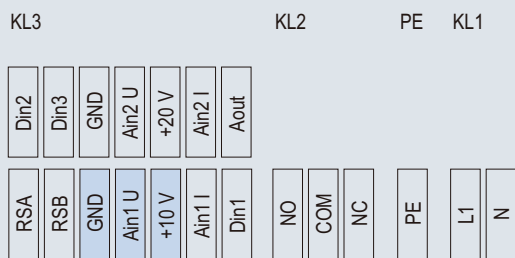 KL3 KL2 PE KL1
Din2 Din3 GND Ain2 U +20 V Ain2 I Aout
RSA RSB GND Ain1 U +10 V Ain1 I Din1 NO COM NC PE L1 N